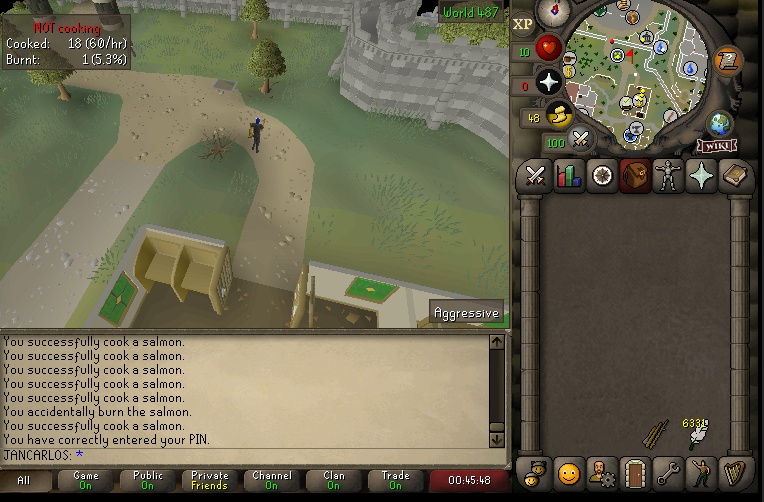 World 487
NOT cooking
Cooked: 18 (60/hr)
Burnt: 1 (5.3%)
XP
10
0
48
100
WIKI
Aggressive
You successfully cook a salmon.
You successfully cook a salmon.
You successfully cook a salmon.
You successfully cook a salmon.
You successfully cook a salmon.
You accidentally burn the salmon.
You successfully cook a salmon.
You have correctly entered your PIN.
JANCARLOS: *
6331
All
Game
On
Public
On
Private
Friends
Channel
On
Clan
On
Trade
On
00:45:48